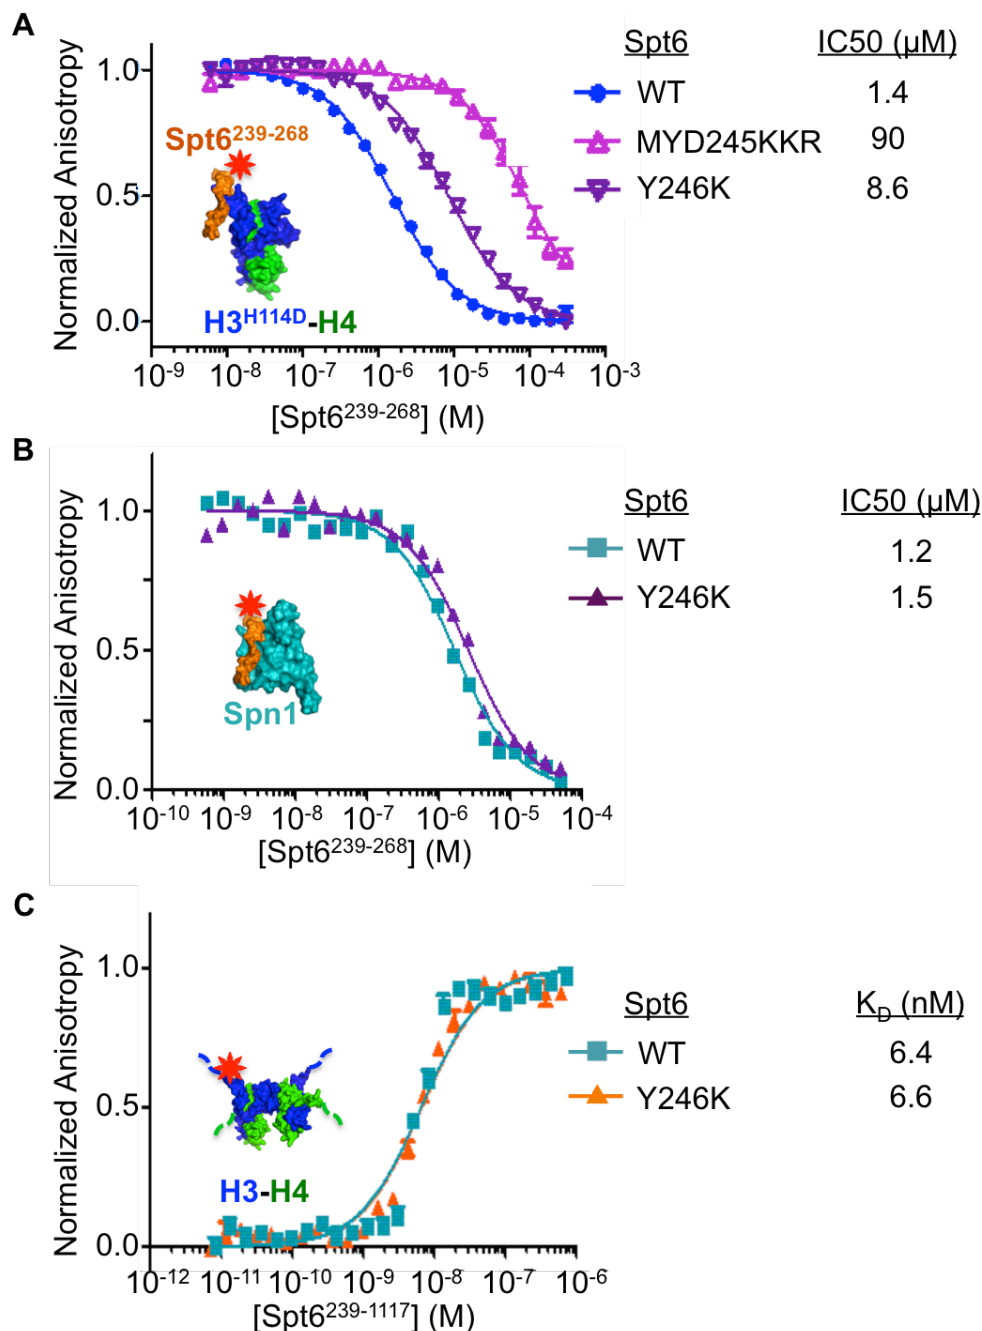 A
Spt6 IC50 (μM)
WT 1.4
MYD245KKR 90
Y246K 8.6
Normalized Anisotropy
1.0
0.5
0.0
Spt6239-268
H3H114D-H4
10-9 10-8 10-7 10-6 10-5 10-4 10-3
[Spt6239-268] (M)
B
Spt6 IC50 (μM)
WT 1.2
Y246K 1.5
Normalized Anisotropy
1.0
0.5
0.0
Spn1
10-10 10-9 10-8 10-7 10-6 10-5 10-4
[Spt6239-268] (M)
C
Spt6 KD (nM)
WT 6.4
Y246K 6.6
Normalized Anisotropy
1.0
0.5
0.0
H3-H4
10-12 10-11 10-10 10-9 10-8 10-7 10-6
[Spt6239-1117] (M)